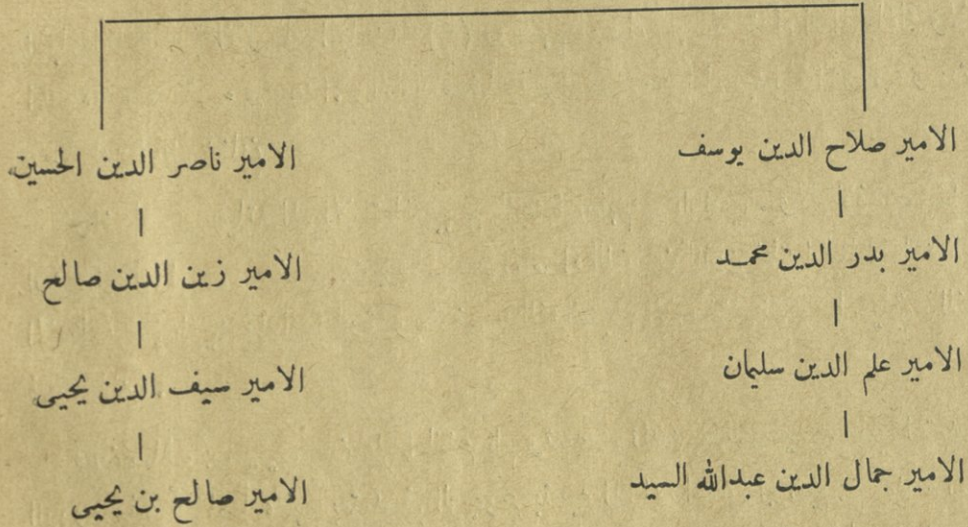 الامير صلاح الدين يوسف
الامير بدر الدين محمد
الامير علم الدين سليمان
الامير جمال الدين عبدالله السيد
الامير ناصر الدين الحسين
الامير زين الدين صالح
الامير سيف الدين يحيى
الامير صالح بن يحيى